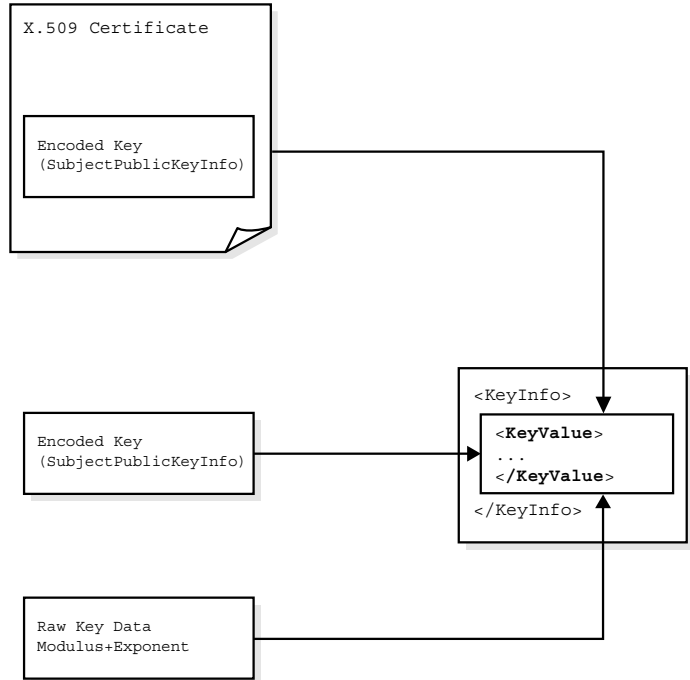 X.509 Certificate
Encoded Key
(SubjectPublicKeyInfo)
<KeyInfo>
<KeyValue>
...
</KeyValue>
</KeyInfo>
Encoded Key
(SubjectPublicKeyInfo)
Raw Key Data
Modulus+Exponent